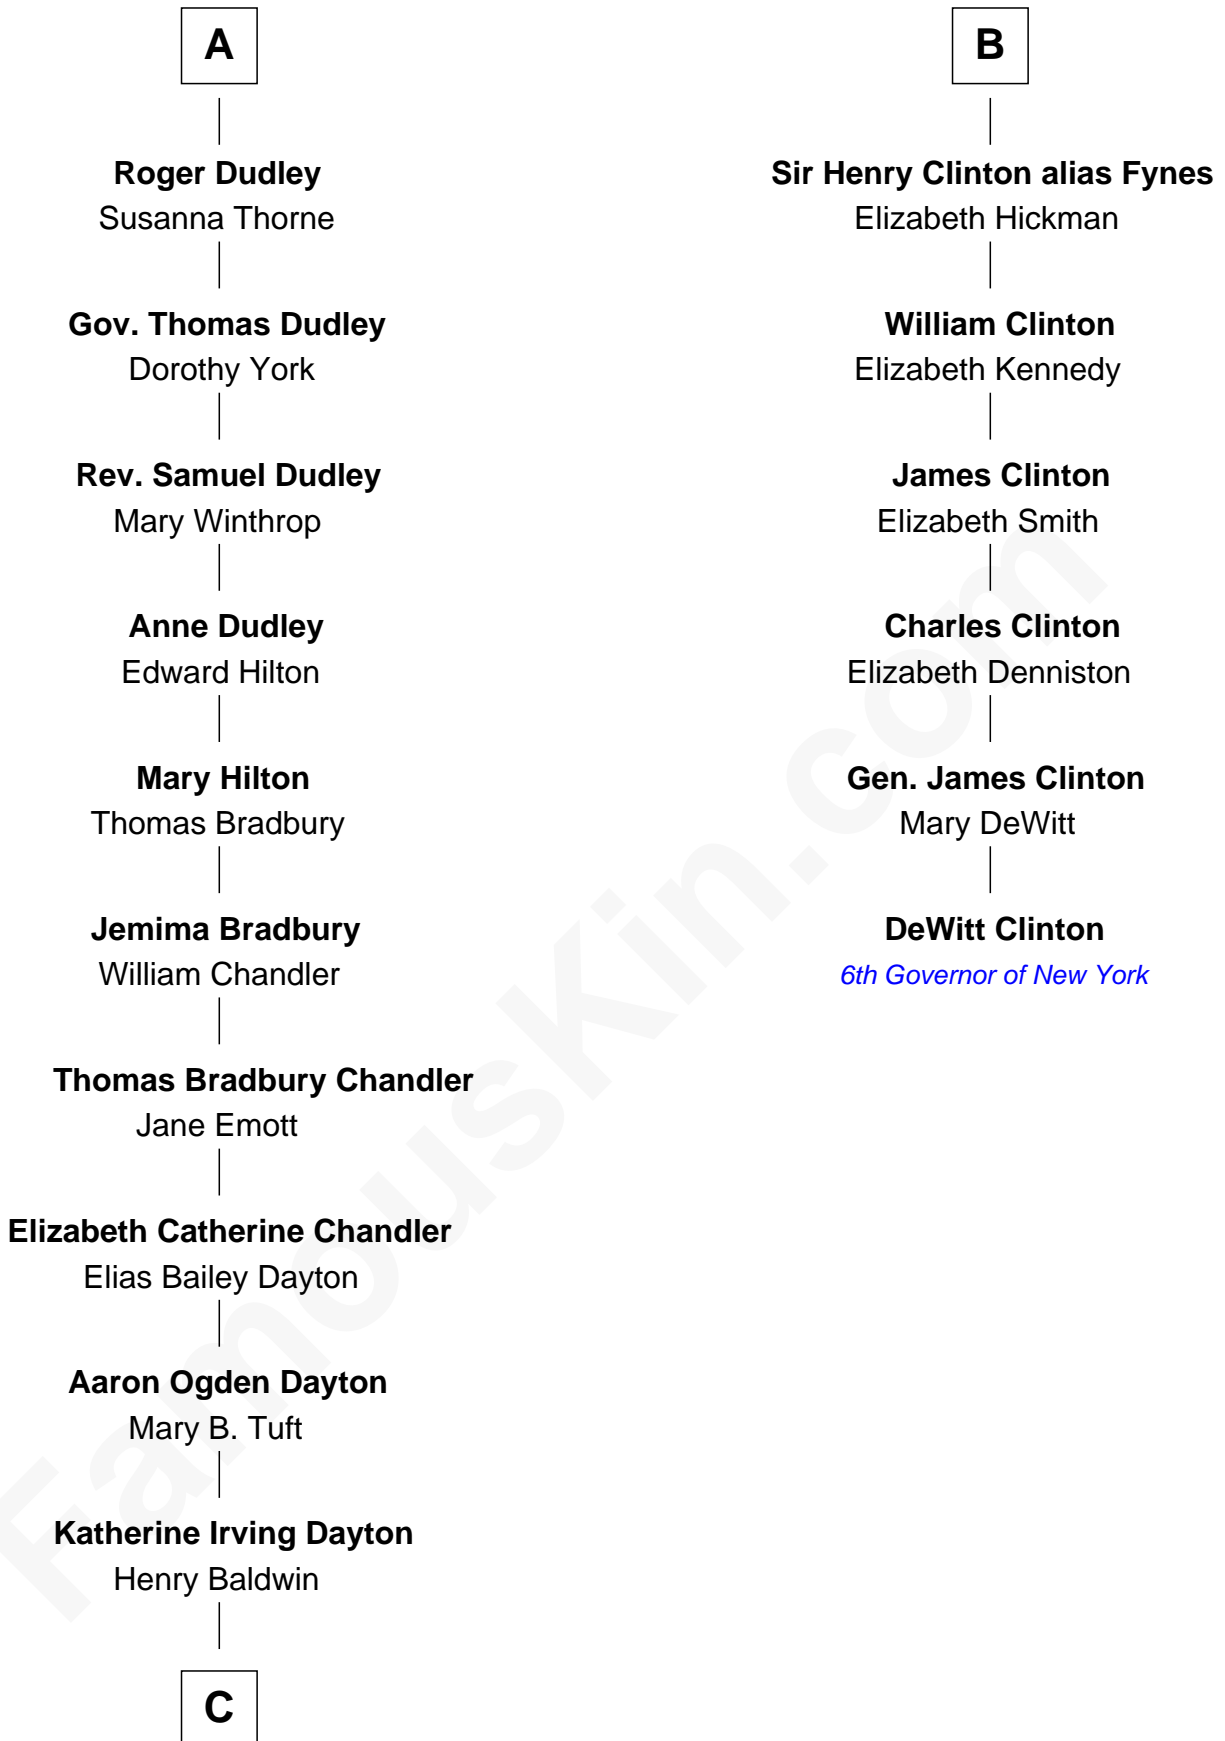 A
Roger Dudley
Susanna Thorne
Gov. Thomas Dudley
Dorothy York
Rev. Samuel Dudley
Mary Winthrop
Anne Dudley
Edward Hilton
Mary Hilton
Thomas Bradbury
Jemima Bradbury
William Chandler
Thomas Bradbury Chandler
Jane Emott
Elizabeth Catherine Chandler
Elias Bailey Dayton
Aaron Ogden Dayton
Mary B. Tuft
Katherine Irving Dayton
Henry Baldwin
C
B
Sir Henry Clinton alias Fynes
Elizabeth Hickman
William Clinton
Elizabeth Kennedy
James Clinton
Elizabeth Smith
Charles Clinton
Elizabeth Denniston
Gen. James Clinton
Mary DeWitt
DeWitt Clinton
6th Governor of New York
FamousKin.com